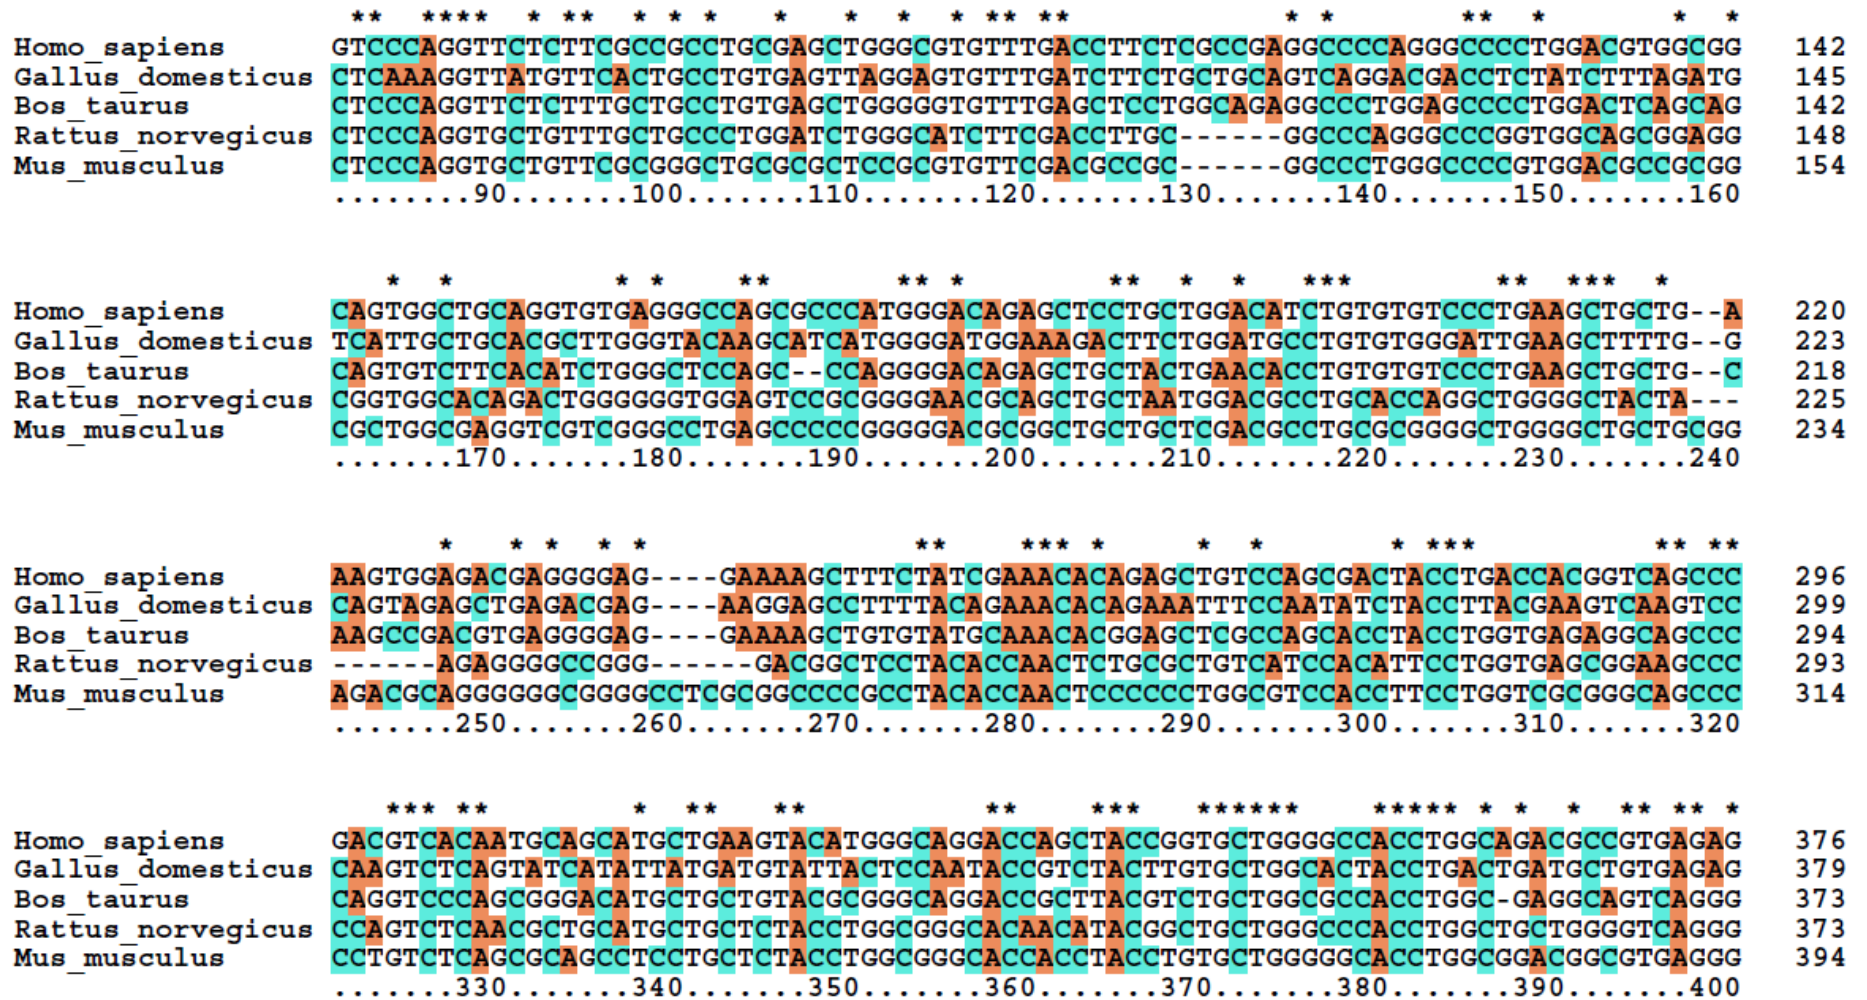 ** **** * ** * * * * * * * ** ** * * ** * * *
Homo_sapiens GTCCCAGGTTCTCTTCGCCGCCTGCGAGCTGGGCGTGTTTGACCTTCTCGCCGAGGCCCCAGGGCCCCTGGACGTGGCGG 142
Gallus_domesticus CTCAAAGGTTATGTTCACTGCCTGTGAGTTAGGAGTGTTTGATCTTCTGCTGCAGTCAGGACGACCTCTATCTTTAGATG 145
Bos_taurus CTCCCAGGTTCTCTTTGCTGCCTGTGAGCTGGGGGTGTTTGAGCTCCTGGCAGAGGCCCTGGAGCCCCTGGACTCAGCAG 142
Rattus_norvegicus CTCCCAGGTGCTGTTTGCTGCCCTGGATCTGGGCATCTTCGACCTTGC------GGCCCAGGGCCCGGTGGCAGCGGAGG 148
Mus_musculus CTCCCAGGTGCTGTTCGCGGGCTGCGCGCTCCGCGTGTTCGACGCCGC------GGCCCTGGGCCCCGTGGACGCCGCGG 154
........90.......100.......110.......120.......130.......140.......150.......160
* * * * ** ** * ** * * *** ** *** *
Homo_sapiens CAGTGGCTGCAGGTGTGAGGGCCAGCGCCCATGGGACAGAGCTCCTGCTGGACATCTGTGTGTCCCTGAAGCTGCTG--A 220
Gallus_domesticus TCATTGCTGCACGCTTGGGTACAAGCATCATGGGGATGGAAAGACTTCTGGATGCCTGTGTGGGATTGAAGCTTTTG--G 223
Bos_taurus CAGTGTCTTCACATCTGGGCTCCAGC--CCAGGGGACAGAGCTGCTACTGAACACCTGTGTGTCCCTGAAGCTGCTG--C 218
Rattus_norvegicus CGGTGGCACAGACTGGGGGGTGGAGTCCGCGGGGAACGCAGCTGCTAATGGACGCCTGCACCAGGCTGGGGCTACTA--- 225
Mus_musculus CGCTGGCGAGGTCGTCGGGCCTGAGCCCCCGGGGGACGCGGCTGCTGCTCGACGCCTGCGCGGGGCTGGGGCTGCTGCGG 234
.......170.......180.......190.......200.......210.......220.......230.......240
* * * * * ** *** * * * * *** ** **
Homo_sapiens AAGTGGAGACGAGGGGAG----GAAAAGCTTTCTATCGAAACACAGAGCTGTCCAGCGACTACCTGACCACGGTCAGCCC 296
Gallus_domesticus CAGTAGAGCTGAGACGAG----AAGGAGCCTTTTACAGAAACACAGAAATTTCCAATATCTACCTTACGAAGTCAAGTCC 299
Bos_taurus AAGCCGACGTGAGGGGAG----GAAAAGCTGTGTATGCAAACACGGAGCTCGCCAGCACCTACCTGGTGAGAGGCAGCCC 294
Rattus_norvegicus ------AGAGGGGCCGGG------GACGGCTCCTACACCAACTCTGCGCTGTCATCCACATTCCTGGTGAGCGGAAGCCC 293
Mus_musculus AGACGCAGGGGGGCGGGGCCTCGCGGCCCCGCCTACACCAACTCCCCCCTGGCGTCCACCTTCCTGGTCGCGGGCAGCCC 314
.......250.......260.......270.......280.......290.......300.......310.......320
*** ** * ** ** ** *** ****** ***** * * * ** ** *
Homo_sapiens GACGTCACAATGCAGCATGCTGAAGTACATGGGCAGGACCAGCTACCGGTGCTGGGGCCACCTGGCAGACGCCGTGAGAG 376
Gallus_domesticus CAAGTCTCAGTATCATATTATGATGTATTACTCCAATACCGTCTACTTGTGCTGGCACTACCTGACTGATGCTGTGAGAG 379
Bos_taurus CAGGTCCCAGCGGGACATGCTGCTGTACGCGGGCAGGACCGCTTACGTCTGCTGGCGCCACCTGGC-GAGGCAGTCAGGG 373
Rattus_norvegicus CCAGTCTCAACGCTGCATGCTGCTCTACCTGGCGGGCACAACATACGGCTGCTGGGCCCACCTGGCTGCTGGGGTCAGGG 373
Mus_musculus CCTGTCTCAGCGCAGCCTCCTGCTCTACCTGGCGGGCACCACCTACCTGTGCTGGGGGCACCTGGCGGACGGCGTGAGGG 394
.......330.......340.......350.......360.......370.......380.......390.......400